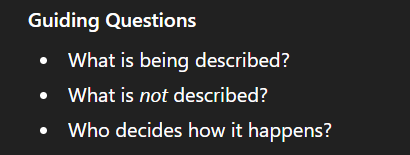 Guiding Questions
• What is being described?
• What is not described?
• Who decides how it happens?